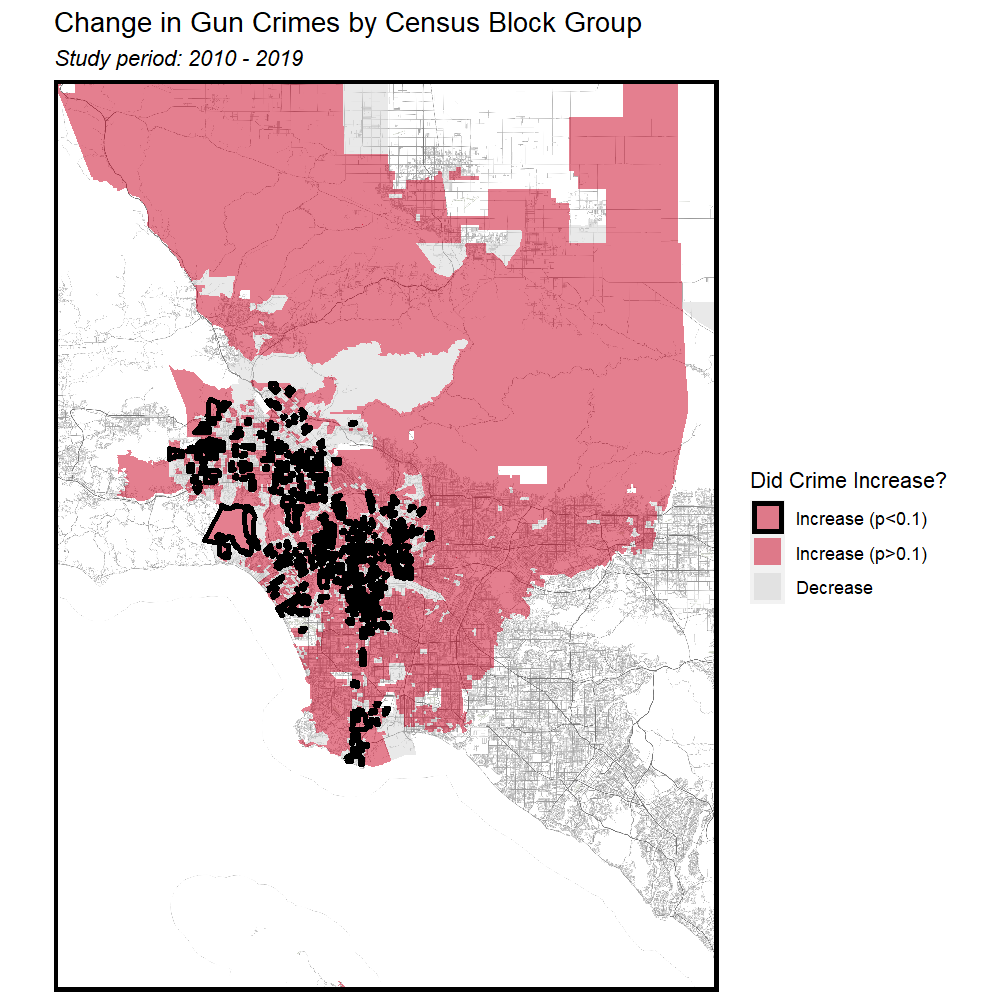 Change in Gun Crimes by Census Block Group
Study period: 2010 - 2019
Did Crime Increase?
Increase (p<0.1)
Increase (p>0.1)
Decrease